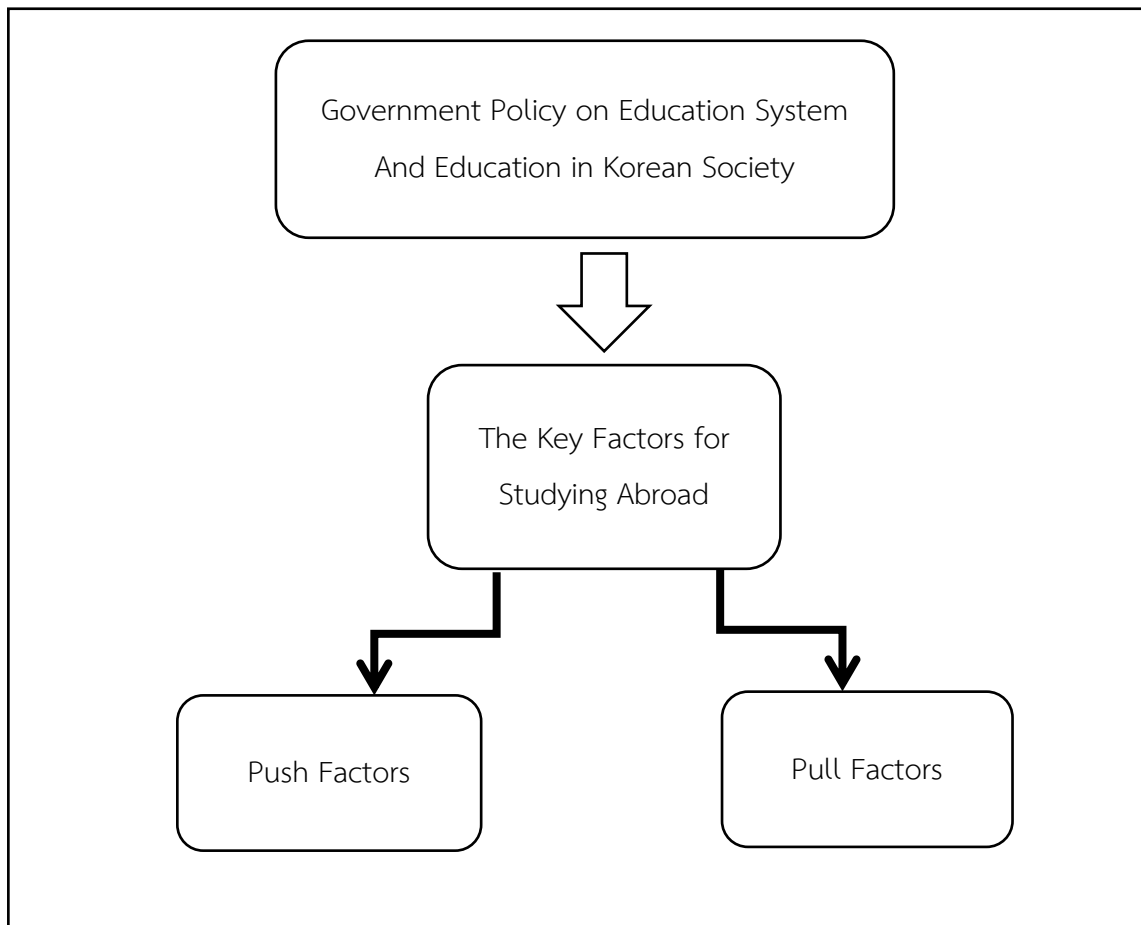 Government Policy on Education System
And Education in Korean Society
The Key Factors for
Studying Abroad
Push Factors
Pull Factors